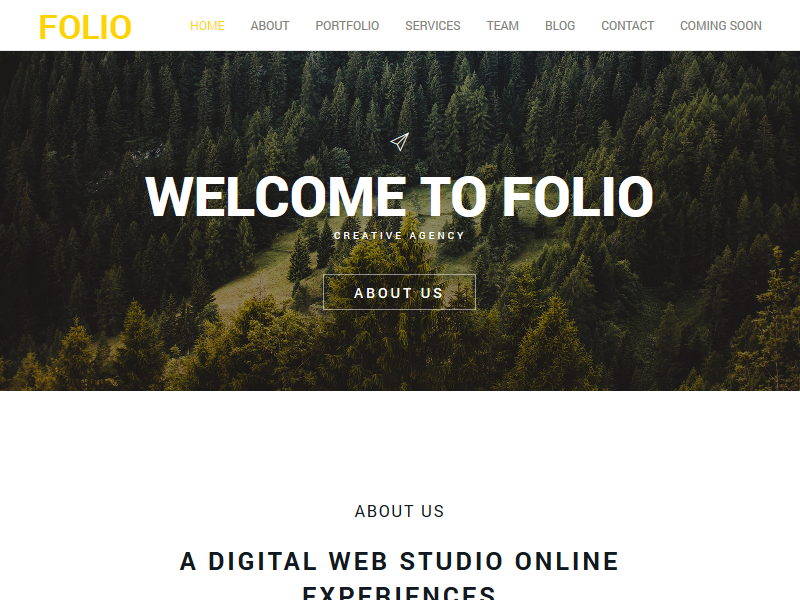 FOLIO
HOME ABOUT PORTFOLIO SERVICES TEAM BLOG CONTACT COMING SOON
WELCOME TO FOLIO
CREATIVE AGENCY
ABOUT US
ABOUT US
A DIGITAL WEB STUDIO ONLINE
EXPERIENCES